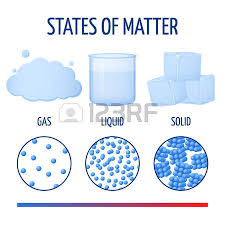 STATES OF MATTER
123RF
GAS LIQUID SOLID